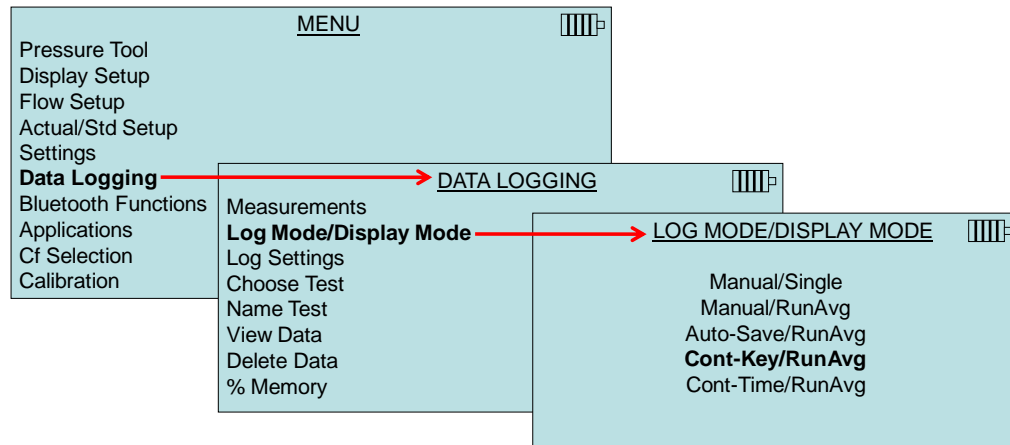 MENU
Pressure Tool
Display Setup
Flow Setup
Actual/Std Setup
Settings
Data Logging
Bluetooth Functions
Applications
Cf Selection
Calibration
DATA LOGGING
Measurements
Log Mode/Display Mode
Log Settings
Choose Test
Name Test
View Data
Delete Data
% Memory
LOG MODE/DISPLAY MODE
Manual/Single
Manual/RunAvg
Auto-Save/RunAvg
Cont-Key/RunAvg
Cont-Time/RunAvg